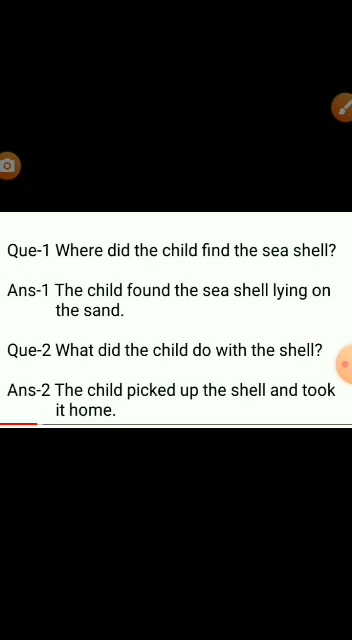 Que-1 Where did the child find the sea shell?
Ans-1 The child found the sea shell lying on
the sand.
Que-2 What did the child do with the shell?
Ans-2 The child picked up the shell and took
it home.